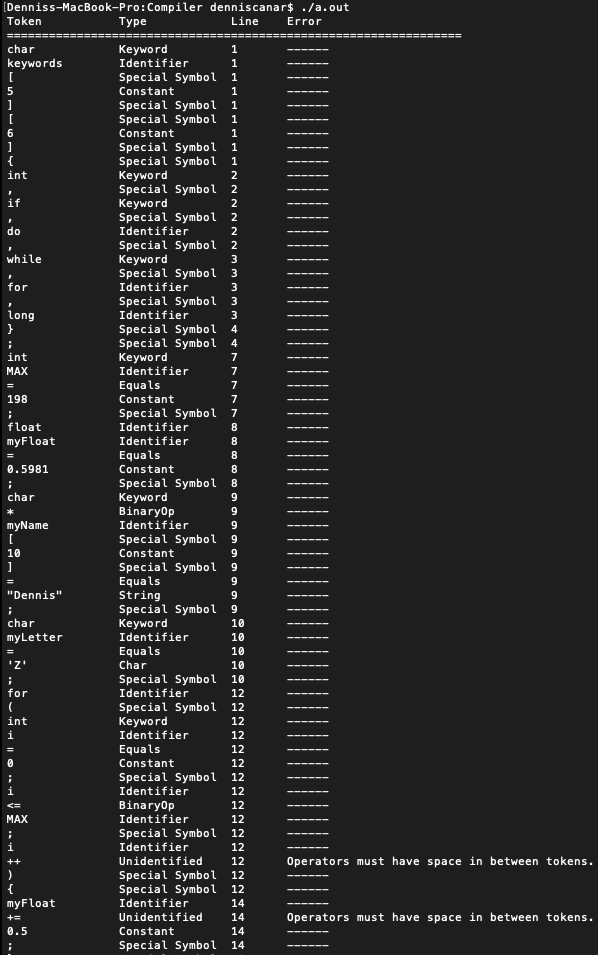 [Denniss-MacBook-Pro:Compiler denniscanar$ ./a.out
Token Type Line Error
=================================================================
char Keyword 1 ------
keywords Identifier 1 ------
[ Special Symbol 1 ------
5 Constant 1 ------
] Special Symbol 1 ------
[ Special Symbol 1 ------
6 Constant 1 ------
] Special Symbol 1 ------
{ Special Symbol 1 ------
int Keyword 2 ------
, Special Symbol 2 ------
if Keyword 2 ------
, Special Symbol 2 ------
do Identifier 2 ------
, Special Symbol 2 ------
while Keyword 3 ------
, Special Symbol 3 ------
for Identifier 3 ------
, Special Symbol 3 ------
long Identifier 3 ------
} Special Symbol 4 ------
; Special Symbol 4 ------
int Keyword 7 ------
MAX Identifier 7 ------
= Equals 7 ------
198 Constant 7 ------
; Special Symbol 7 ------
float Identifier 8 ------
myFloat Identifier 8 ------
= Equals 8 ------
0.5981 Constant 8 ------
; Special Symbol 8 ------
char Keyword 9 ------
* BinaryOp 9 ------
myName Identifier 9 ------
[ Special Symbol 9 ------
10 Constant 9 ------
] Special Symbol 9 ------
= Equals 9 ------
"Dennis" String 9 ------
; Special Symbol 9 ------
char Keyword 10 ------
myLetter Identifier 10 ------
= Equals 10 ------
'Z' Char 10 ------
; Special Symbol 10 ------
for Identifier 12 ------
( Special Symbol 12 ------
int Keyword 12 ------
i Identifier 12 ------
= Equals 12 ------
0 Constant 12 ------
; Special Symbol 12 ------
i Identifier 12 ------
<= BinaryOp 12 ------
MAX Identifier 12 ------
; Special Symbol 12 ------
i Identifier 12 ------
++ Unidentified 12 Operators must have space in between tokens.
) Special Symbol 12 ------
{ Special Symbol 12 ------
myFloat Identifier 14 ------
+= Unidentified 14 Operators must have space in between tokens.
0.5 Constant 14 ------
; Special Symbol 14 ------